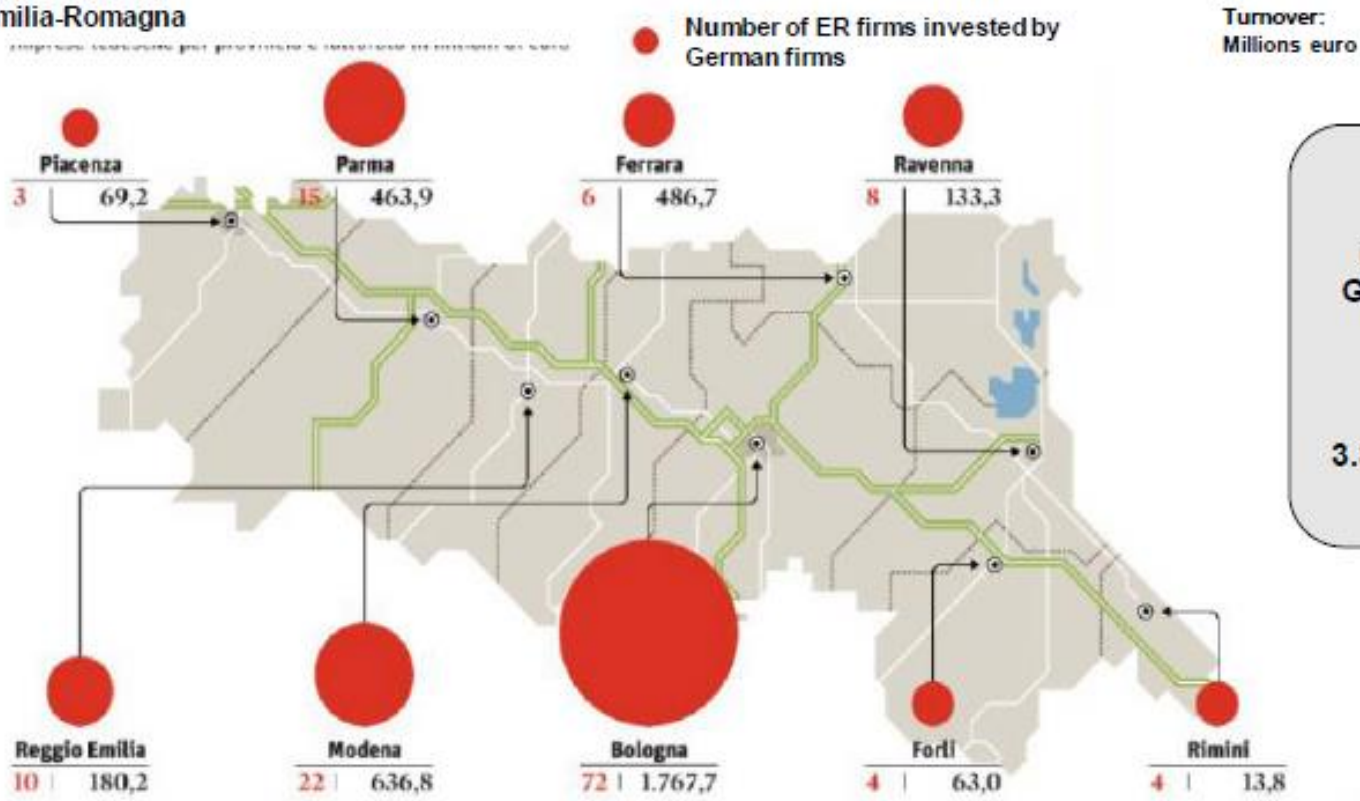 milia-Romagna
Number of ER firms invested by
German firms
Turnover:
Millions euro
Piacenza
3 69,2
Parma
15 463,9
Ferrara
6 486,7
Ravenna
8 133,3
G
3.
Reggio Emilia
10 180,2
Modena
22 636,8
Bologna
72 1.767,7
Forlì
4 63,0
Rimini
4 13,8